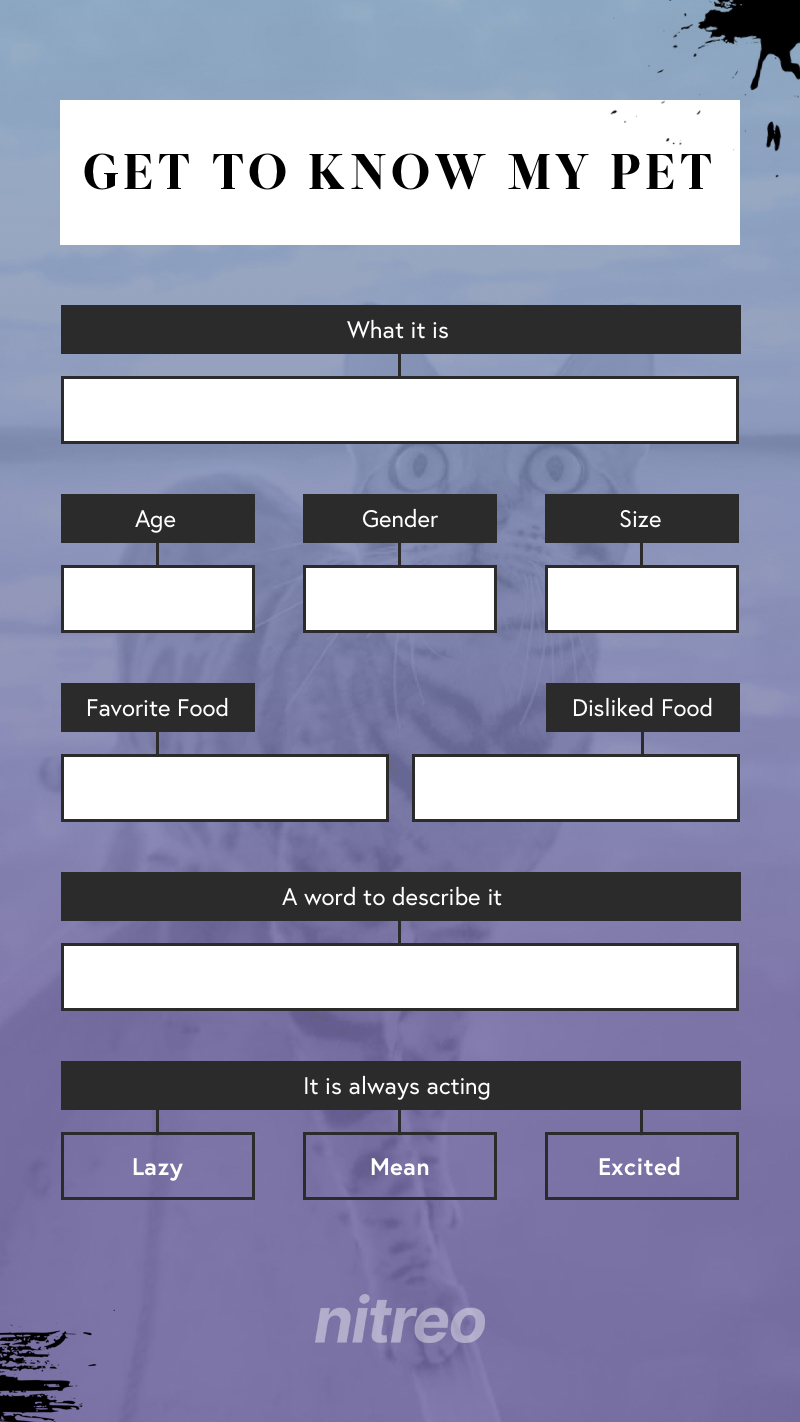 GET TO KNOW MY PET
What it is
Age Gender Size
Favorite Food Disliked Food
A word to describe it
It is always acting
Lazy Mean Excited
nitreo